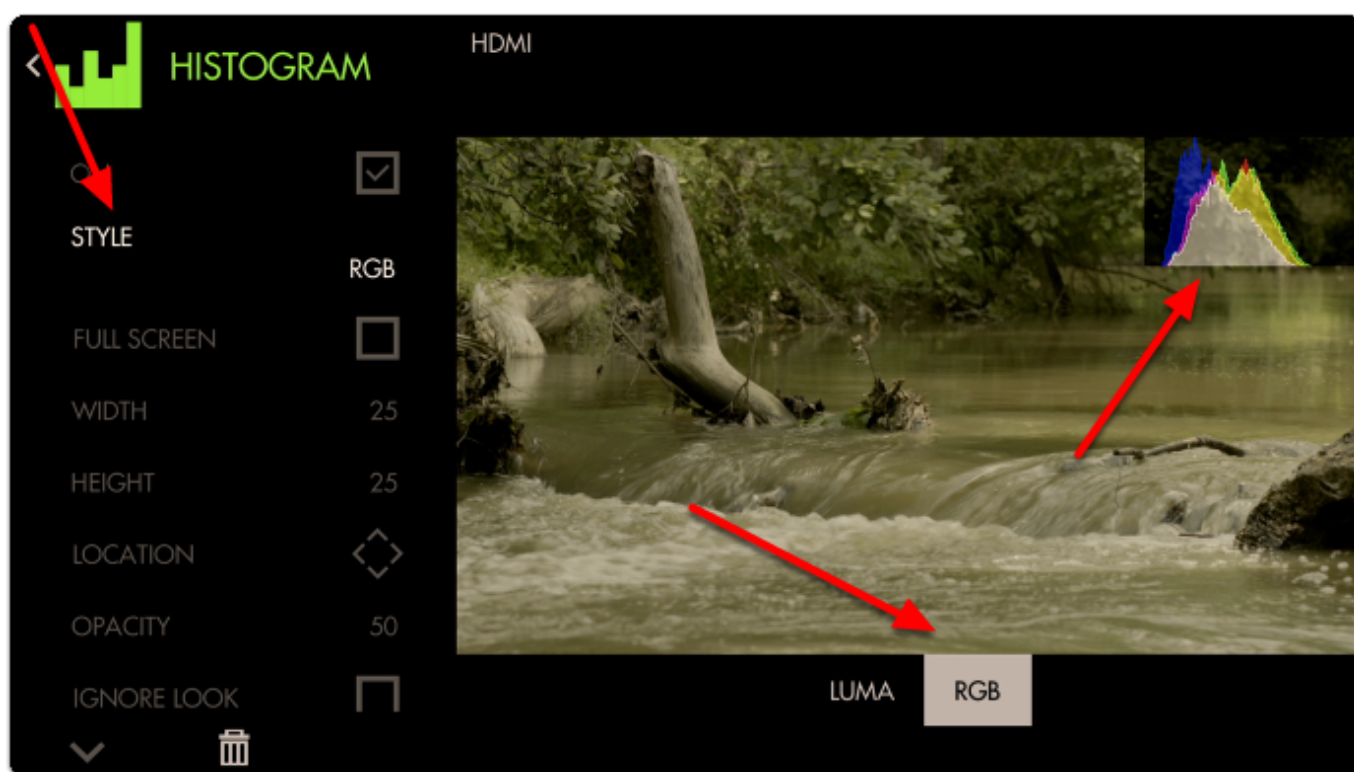 HISTOGRAM
HDMI
STYLE
RGB
FULL SCREEN
WIDTH 25
HEIGHT 25
LOCATION
OPACITY 50
IGNORE LOOK
LUMA RGB